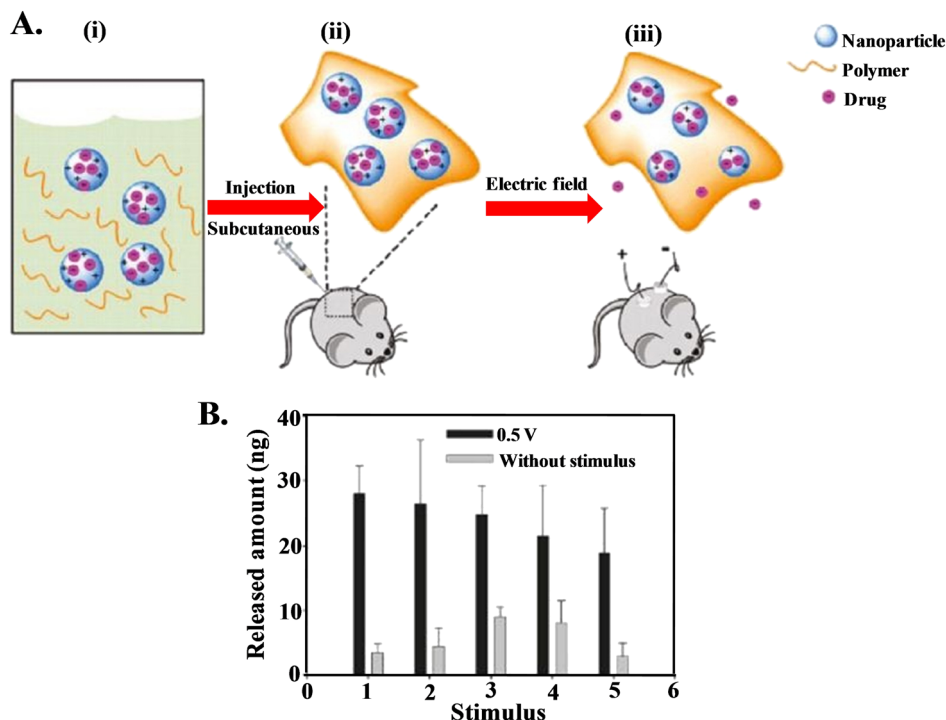 A.
(i)
(ii)
(iii)
Nanoparticle
Polymer
Drug
Injection
Subcutaneous
Electric field
+
-
B.
Released amount (ng)
40
30
20
10
0
0.5 V
Without stimulus
0 1 2 3 4 5 6
Stimulus